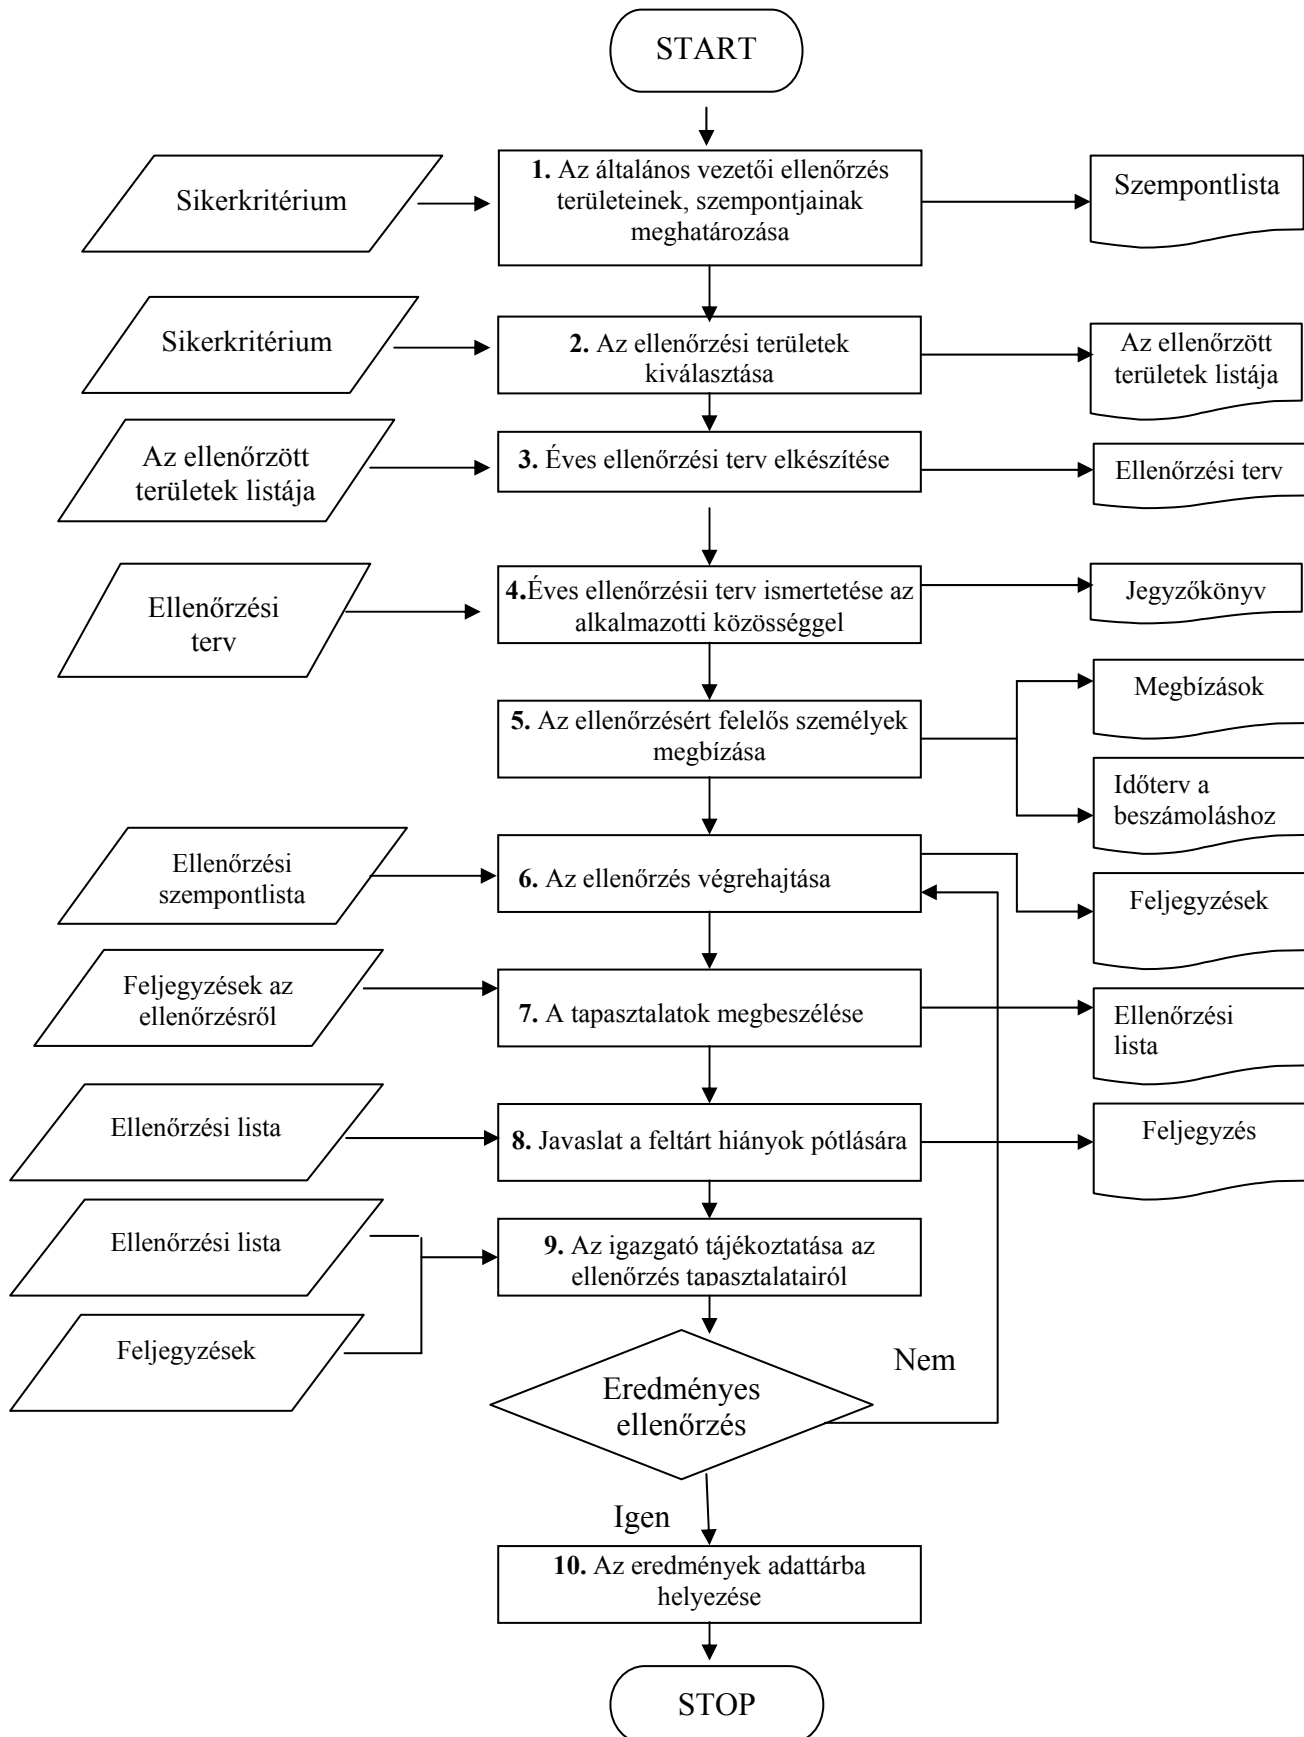 START
Sikerkritérium
1. Az általános vezetői ellenőrzés
területeinek, szempontjainak
meghatározása
Szempontlista
Sikerkritérium
2. Az ellenőrzési területek
kiválasztása
Az ellenőrzött
területek listája
Az ellenőrzött
területek listája
3. Éves ellenőrzési terv elkészítése
Ellenőrzési terv
Ellenőrzési
terv
4.Éves ellenőrzésii terv ismertetése az
alkalmazotti közösséggel
Jegyzőkönyv
5. Az ellenőrzésért felelős személyek
megbízása
Megbízások
Időterv a
beszámoláshoz
Ellenőrzési
szempontlista
6. Az ellenőrzés végrehajtása
Feljegyzések
Feljegyzések az
ellenőrzésről
7. A tapasztalatok megbeszélése
Ellenőrzési
lista
Ellenőrzési lista
8. Javaslat a feltárt hiányok pótlására
Feljegyzés
Ellenőrzési lista
9. Az igazgató tájékoztatása az
ellenőrzés tapasztalatairól
Feljegyzések
Eredményes
ellenőrzés
Nem
Igen
10. Az eredmények adattárba
helyezése
STOP